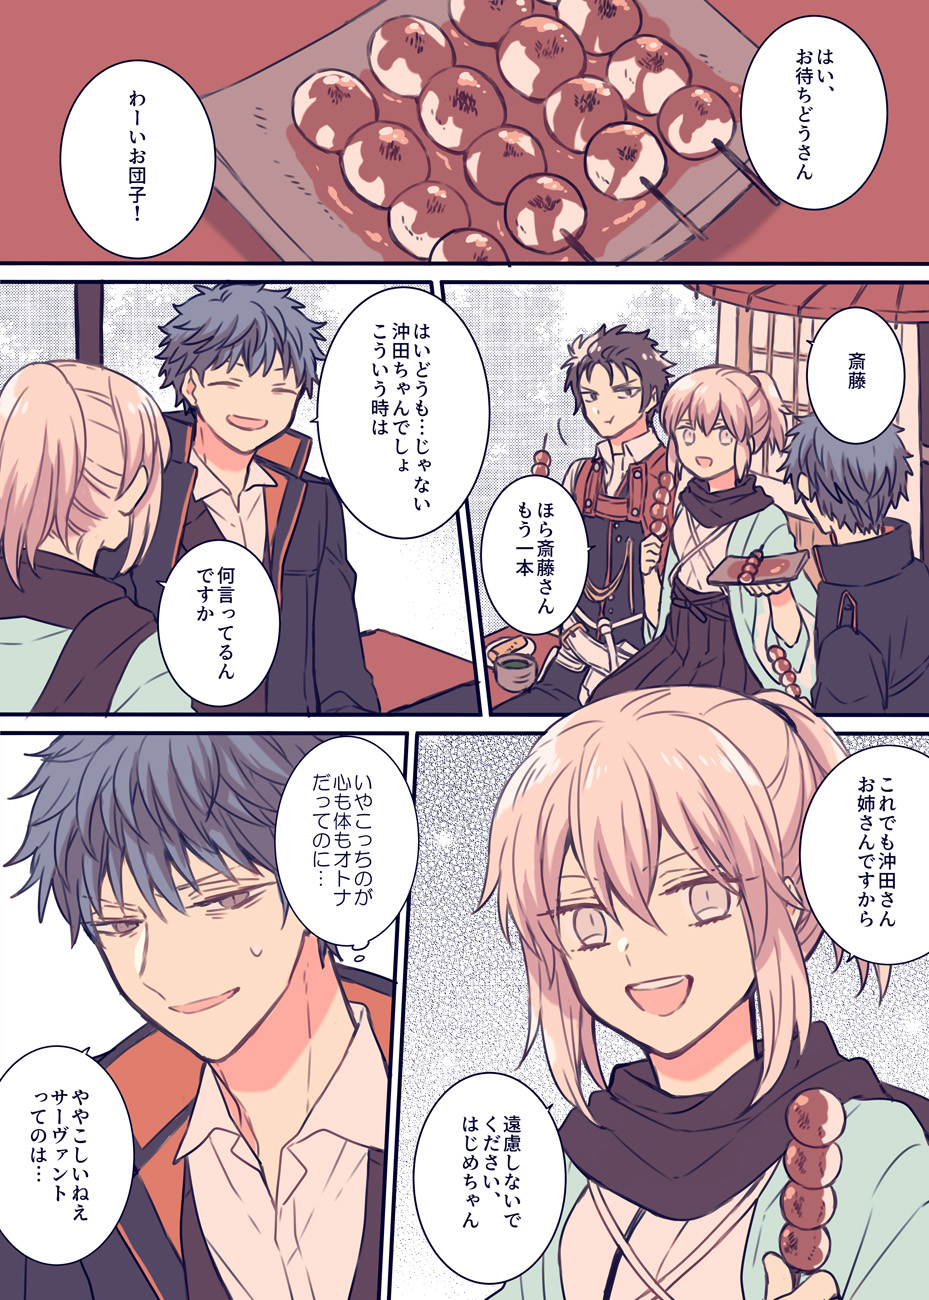 はい、
お待ちどうさん
わーいお団子！
斎藤
ほら斎藤さん
もう一本
はいどうも…じゃない
沖田ちゃんでしょ
こういう時は
何言ってるん
ですか
これでも沖田さん
お姉さんですから
遠慮しないで
ください、
はじめちゃん
いやこっちのが
心も体もオトナ
だってのに…
ややこしいねえ
サーヴァント
ってのは…